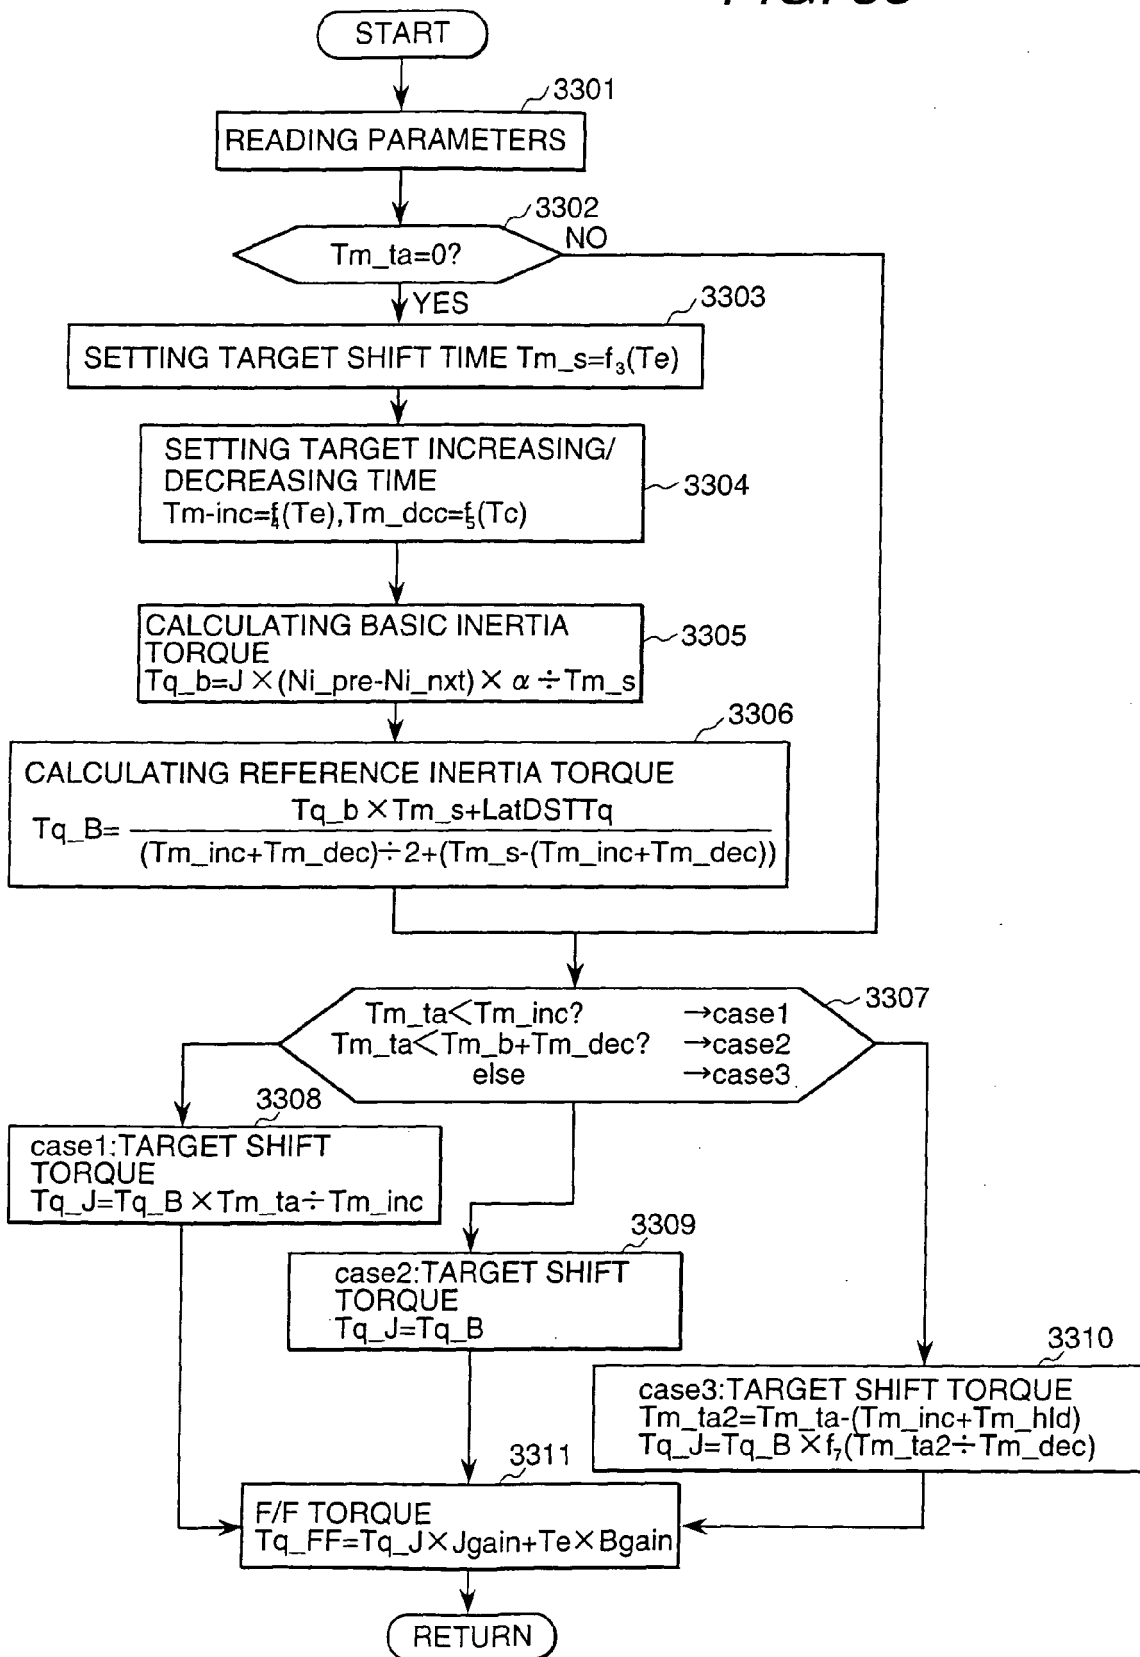 START
3301
READING PARAMETERS
3302
Tm_ta=0?
NO
YES
3303
SETTING TARGET SHIFT TIME Tm_s=f₃(Te)
SETTING TARGET INCREASING/
DECREASING TIME
Tm-inc=f₄(Te),Tm_dcc=f₅(Tc)
3304
CALCULATING BASIC INERTIA
TORQUE
Tq_b=J×(Ni_pre-Ni_nxt)×α÷Tm_s
3305
3306
CALCULATING REFERENCE INERTIA TORQUE
Tq_b×Tm_s+LatDSTTq
Tq_B=
(Tm_inc+Tm_dec)÷2+(Tm_s-(Tm_inc+Tm_dec))
3307
Tm_ta<Tm_inc? →case1
Tm_ta<Tm_b+Tm_dec? →case2
else →case3
3308
case1:TARGET SHIFT
TORQUE
Tq_J=Tq_B×Tm_ta÷Tm_inc
3309
case2:TARGET SHIFT
TORQUE
Tq_J=Tq_B
3310
case3:TARGET SHIFT TORQUE
Tm_ta2=Tm_ta-(Tm_inc+Tm_hld)
Tq_J=Tq_B×f₇(Tm_ta2÷Tm_dec)
3311
F/F TORQUE
Tq_FF=Tq_J×Jgain+Te×Bgain
RETURN